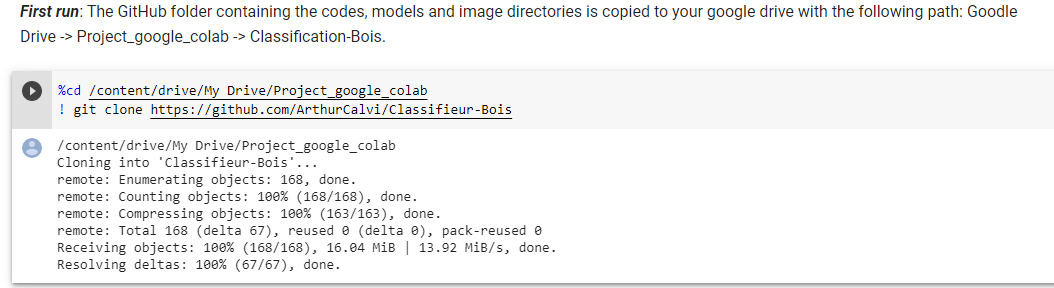 First run: The GitHub folder containing the codes, models and image directories is copied to your google drive with the following path: Goodle
Drive -> Project_google_colab -> Classification-Bois.
%cd /content/drive/My Drive/Project_google_colab
! git clone https://github.com/ArthurCalvi/Classifieur-Bois
/content/drive/My Drive/Project_google_colab
Cloning into 'Classifieur-Bois'...
remote: Enumerating objects: 168, done.
remote: Counting objects: 100% (168/168), done.
remote: Compressing objects: 100% (163/163), done.
remote: Total 168 (delta 67), reused 0 (delta 0), pack-reused 0
Receiving objects: 100% (168/168), 16.04 MiB | 13.92 MiB/s, done.
Resolving deltas: 100% (67/67), done.